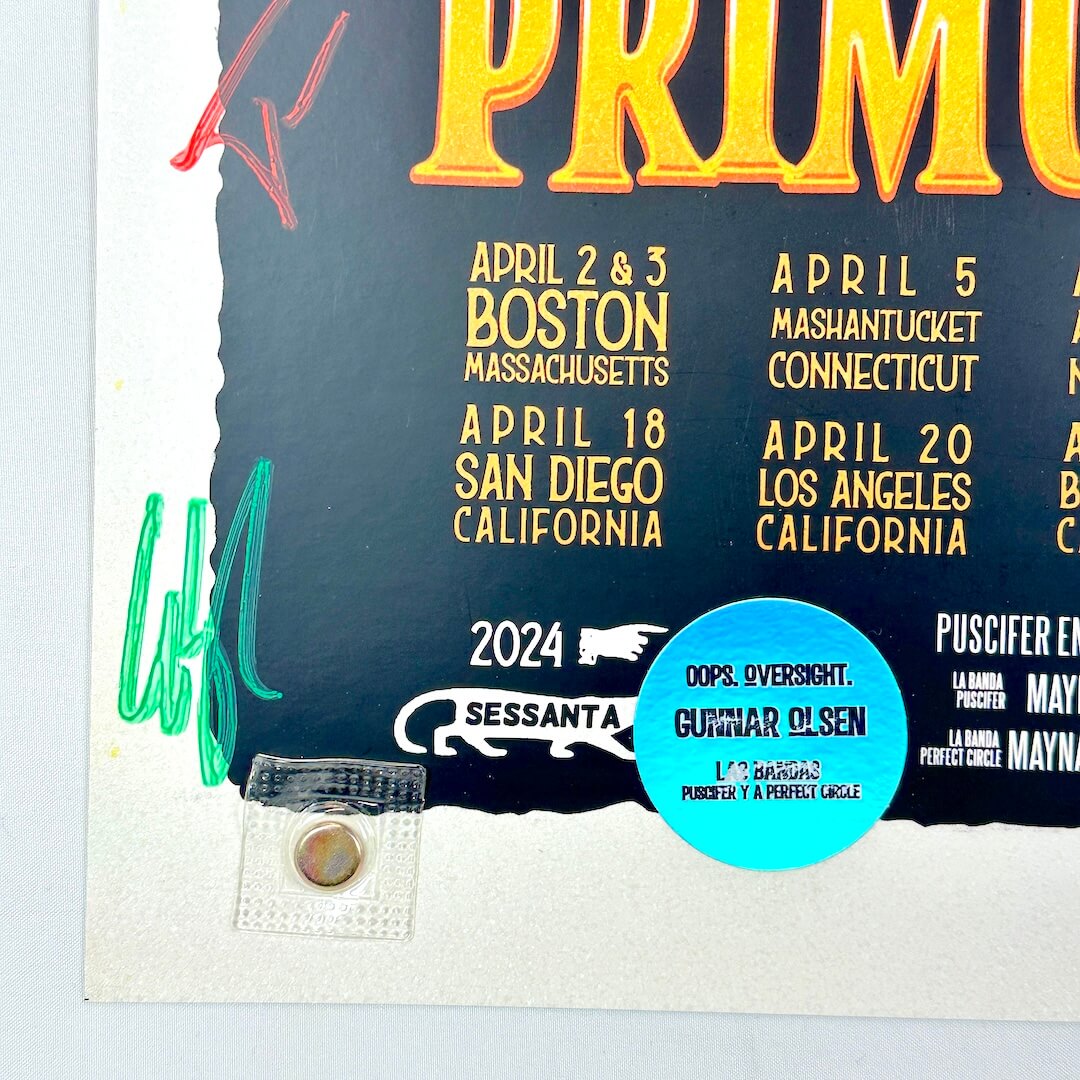 PRIMU
APRIL 2 & 3
BOSTON
MASSACHUSETTS
APRIL 5
MASHANTUCKET
CONNECTICUT
APRIL 18
SAN DIEGO
CALIFORNIA
APRIL 20
LOS ANGELES
CALIFORNIA
2024
SESSANTA
OOPS. OVERSIGHT.
GUNNAR OLSEN
LAS BANDAS
PUSCIFER Y A PERFECT CIRCLE
PUSCIFER EN
LA BANDA
PUSCIFER
MAY
LA BANDA
PERFECT CIRCLE
MAYNA